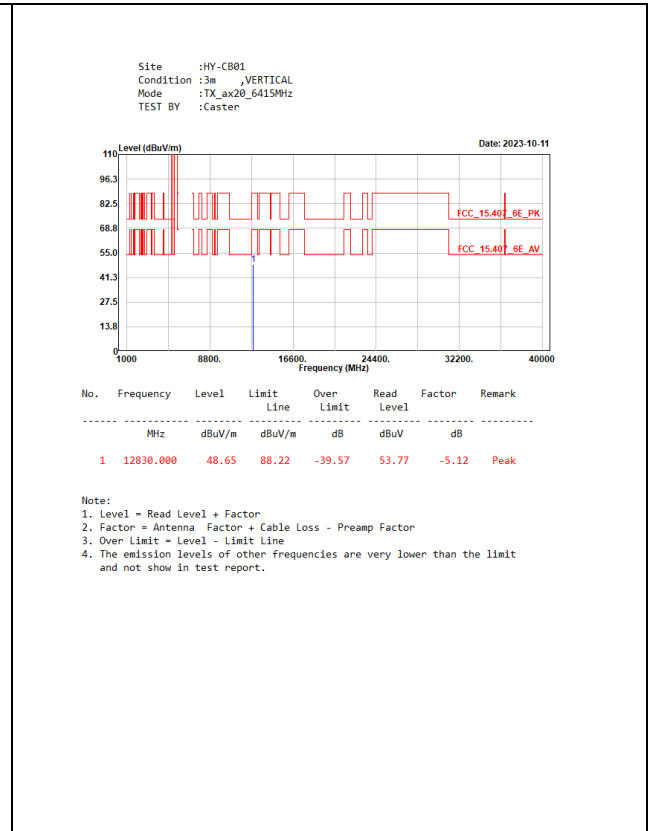 Site :HY-CB01
Condition :3m ,VERTICAL
Mode :TX_ax20_6415MHz
TEST BY :Caster
Level (dBuV/m) Date: 2023-10-11
110
96.3
82.5
FCC_15.407_6E_PK
68.8
FCC_15.407_6E_AV
55.0
1
41.3
27.5
13.8
0
1000 8800. 16600. 24400. 32200. 40000
Frequency (MHz)
No. Frequency Level Limit Over Read Factor Remark
Line Limit Level
------ ----------- -------- -------- -------- --------- -------- ---------
MHz dBuV/m dBuV/m dB dBuV dB
1 12830.000 48.65 88.22 -39.57 53.77 -5.12 Peak
Note:
1. Level = Read Level + Factor
2. Factor = Antenna Factor + Cable Loss - Preamp Factor
3. Over Limit = Level - Limit Line
4. The emission levels of other frequencies are very lower than the limit
and not show in test report.